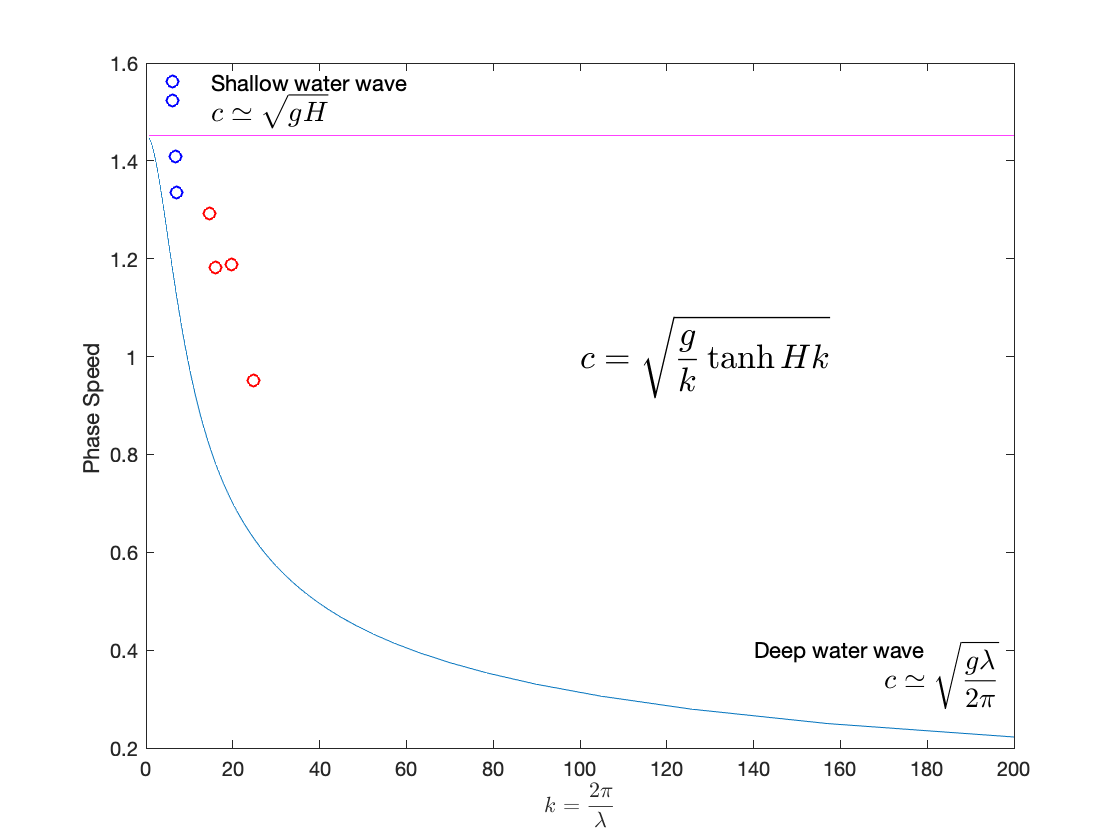 1.6
Shallow water wave
c ≃ √gH
1.4
1.2
1
c = √(g/k) tanh Hk
Phase Speed
0.8
0.6
0.4
Deep water wave
c ≃ √(gλ/2π)
0.2
0 20 40 60 80 100 120 140 160 180 200
k = 2π/λ